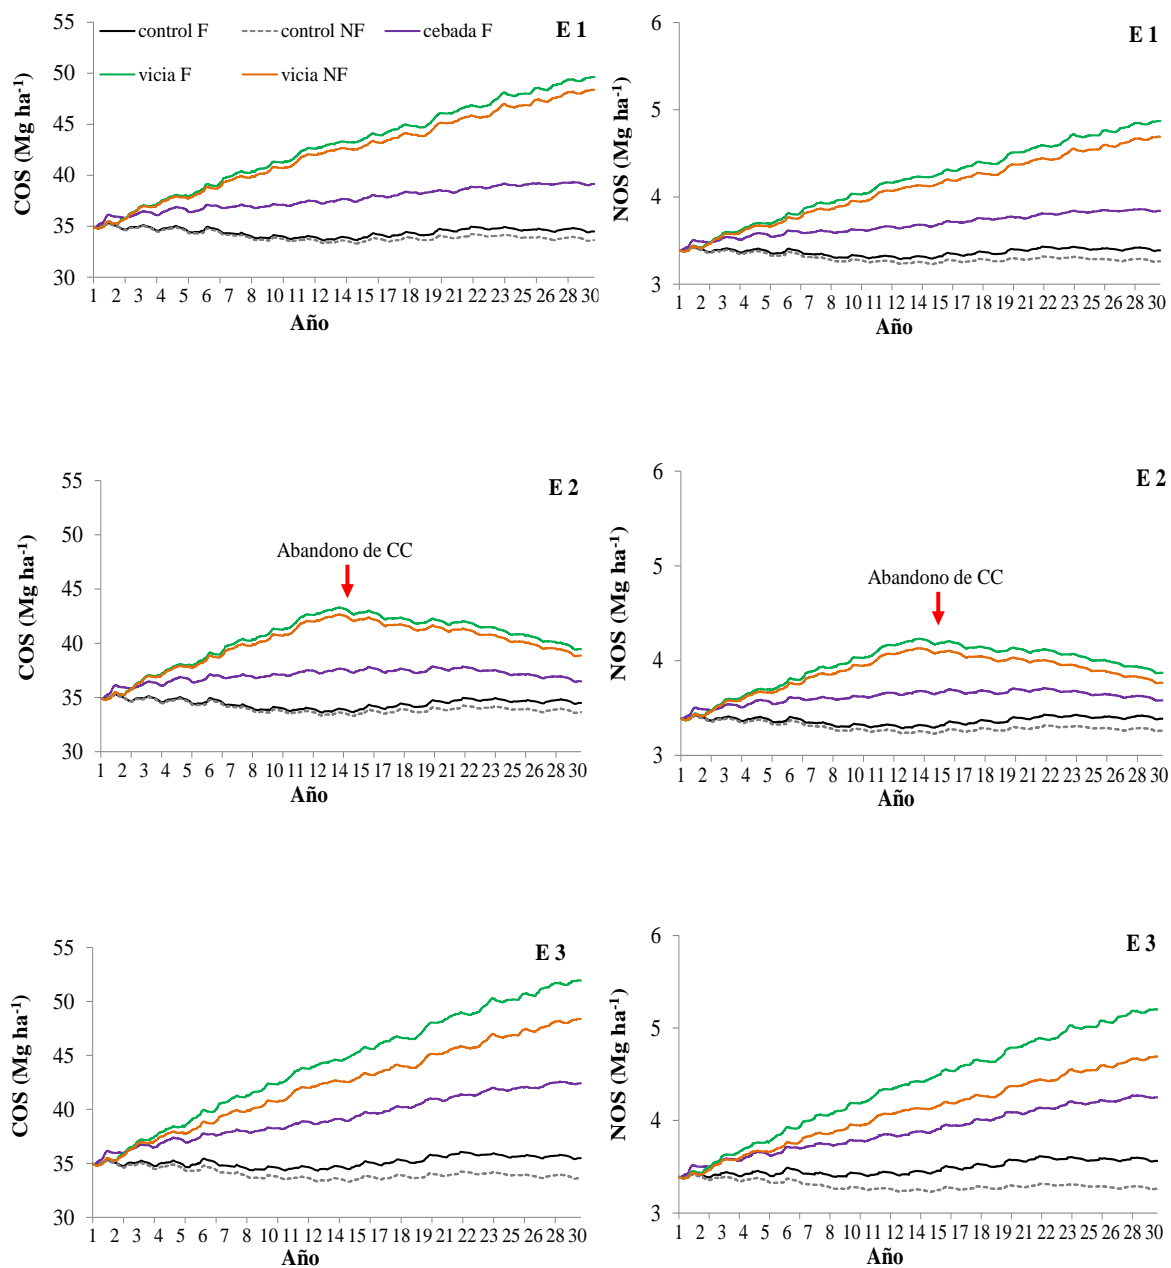 55
50
45
40
35
30
COS (Mg ha-1)
control F
control NF
cebada F
vicia F
vicia NF
E 1
1 2 3 4 5 6 7 9 10 11 12 14 15 17 18 19 21 22 23 25 26 28 30
Año
6
5
4
3
NOS (Mg ha-1)
E 1
1 2 3 4 5 6 7 8 10 11 12 14 15 17 18 19 21 22 23 25 26 28 30
Año
55
50
45
40
35
30
COS (Mg ha-1)
E 2
Abandono de CC
1 2 3 4 5 6 7 9 10 11 13 14 15 17 18 19 21 22 23 25 26 28 30
Año
6
5
4
3
NOS (Mg ha-1)
E 2
Abandono de CC
1 2 3 4 5 6 7 8 10 11 12 14 15 17 18 19 21 22 23 25 26 28 30
Año
55
50
45
40
35
30
COS (Mg ha-1)
E 3
1 2 3 4 5 6 7 9 10 11 13 14 15 17 18 19 21 22 23 25 26 28 30
Año
6
5
4
3
NOS (Mg ha-1)
E 3
1 2 3 4 5 6 7 8 10 11 12 14 15 17 18 19 21 22 23 25 26 28 30
Año